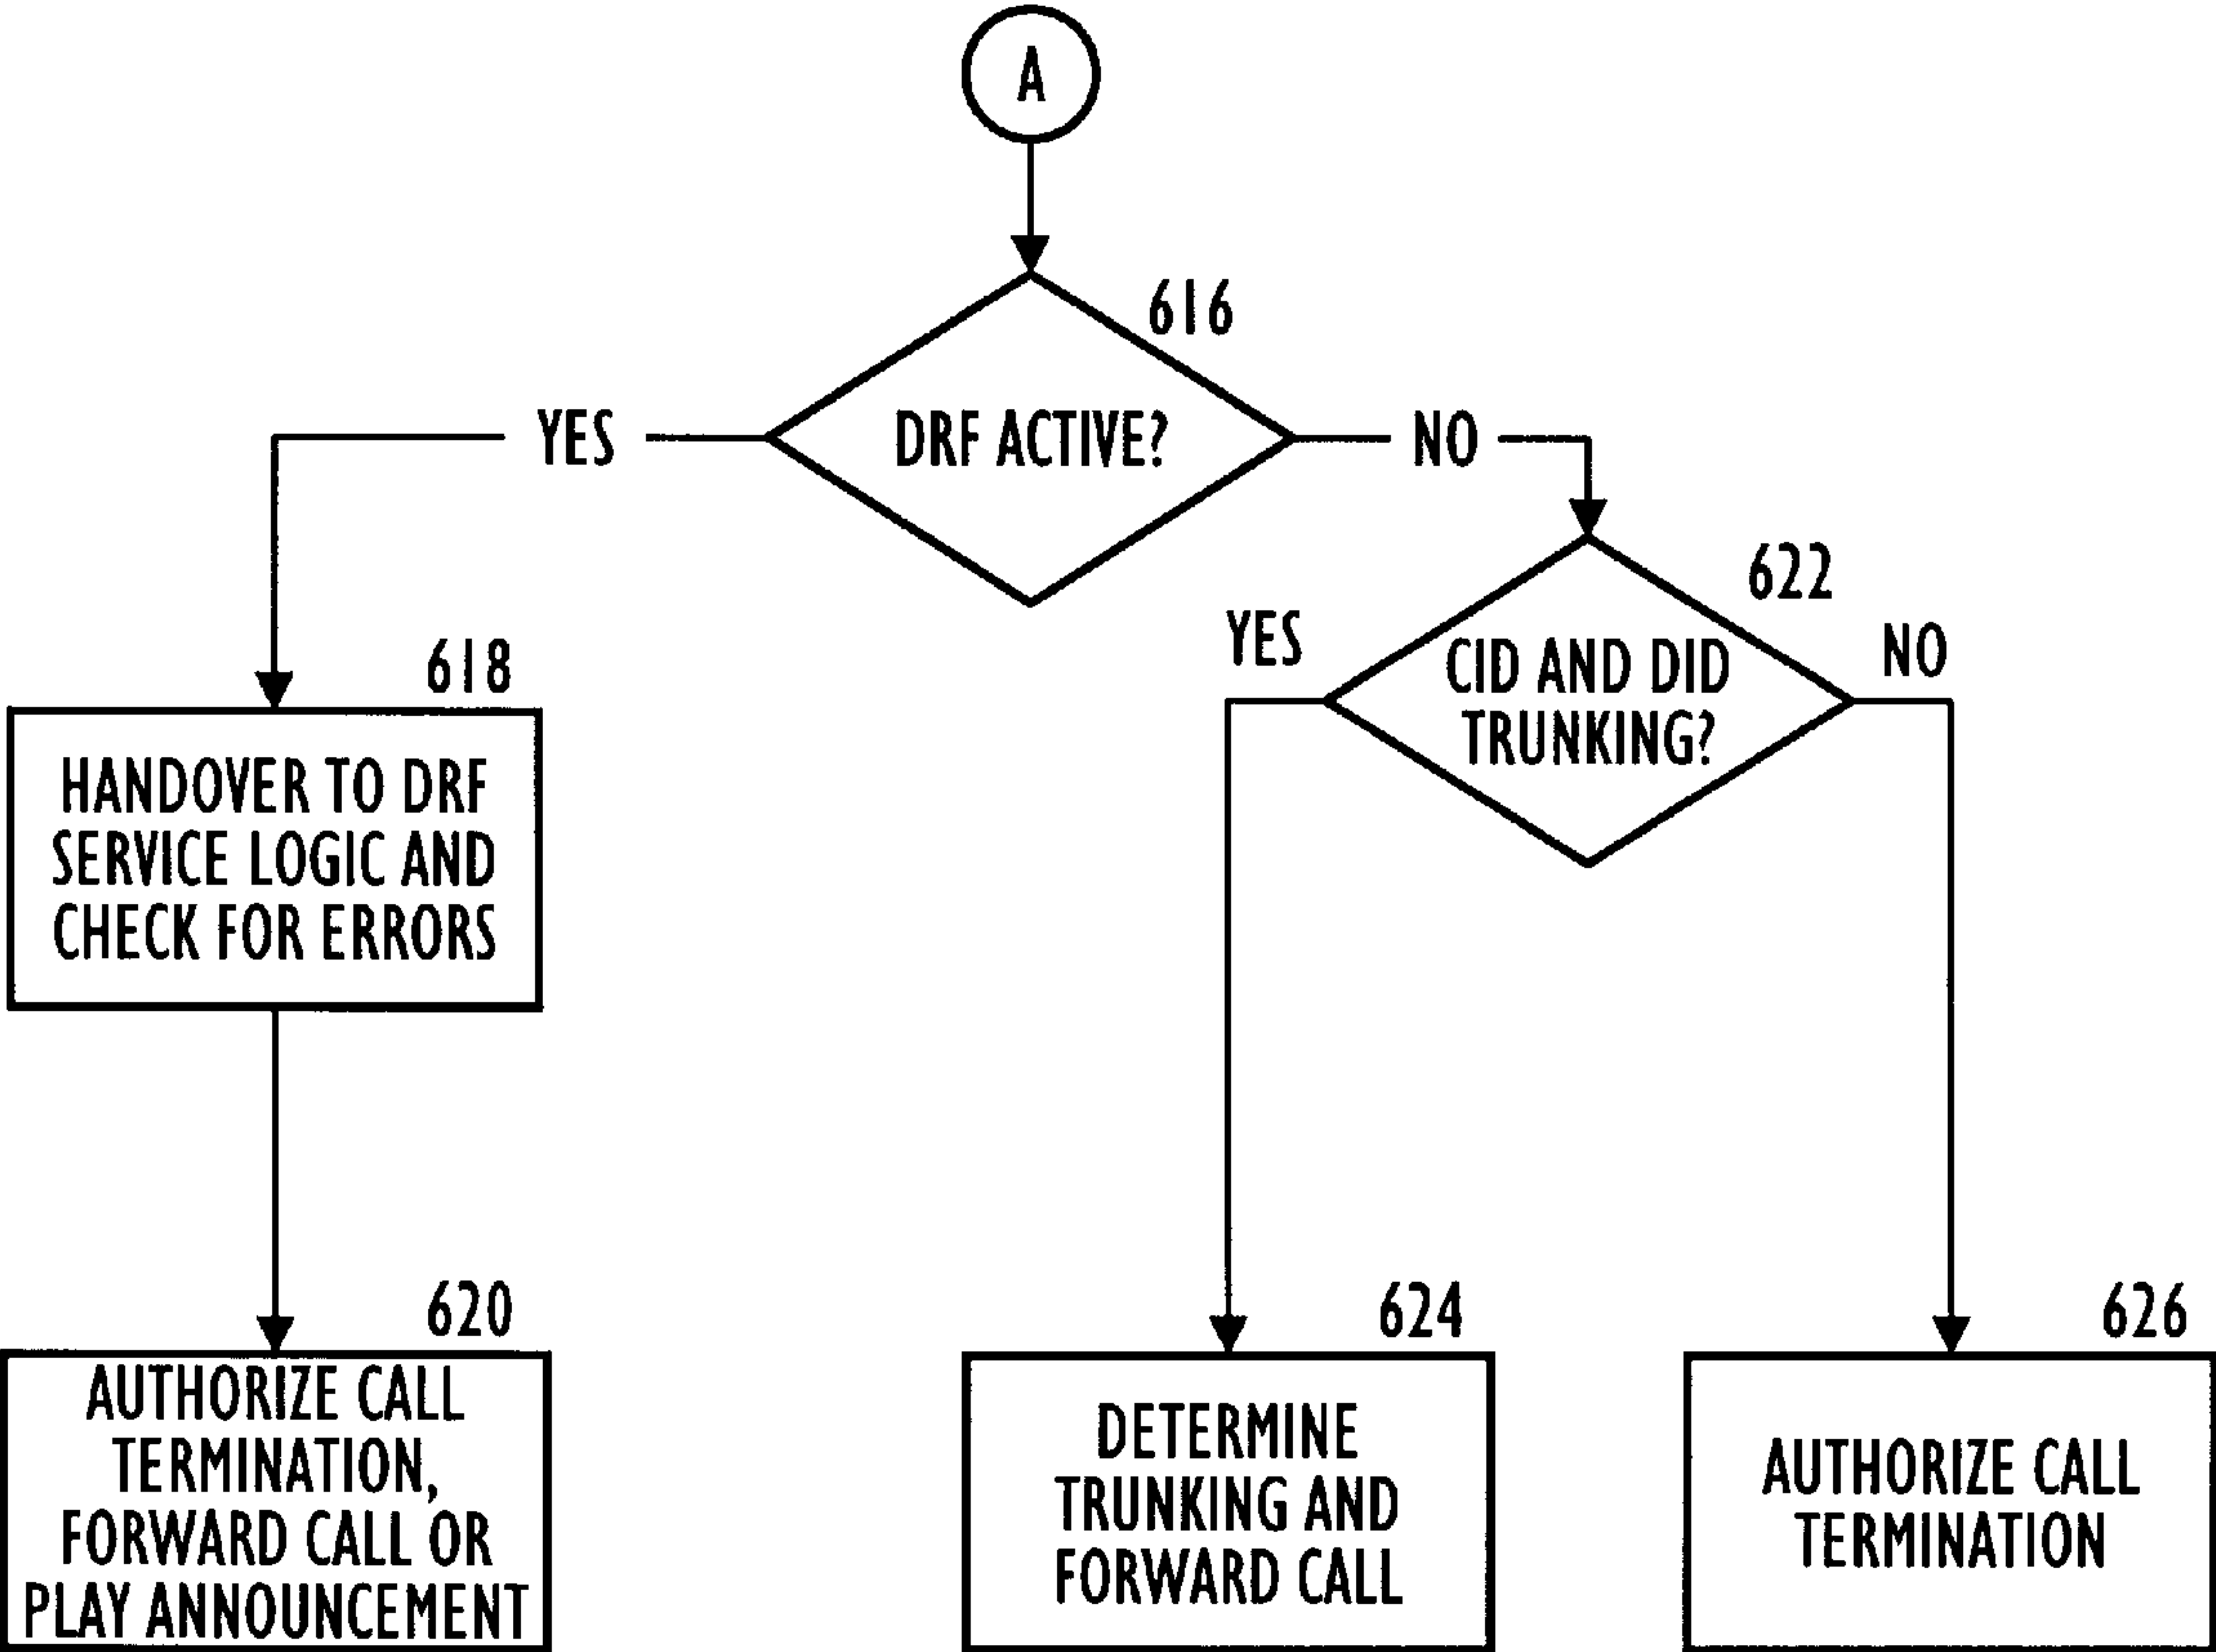 A
616
YES
DRF ACTIVE?
NO
622
YES
CID AND DID
TRUNKING?
NO
618
HANDOVER TO DRF
SERVICE LOGIC AND
CHECK FOR ERRORS
620
AUTHORIZE CALL
TERMINATION,
FORWARD CALL OR
PLAY ANNOUNCEMENT
624
DETERMINE
TRUNKING AND
FORWARD CALL
626
AUTHORIZE CALL
TERMINATION